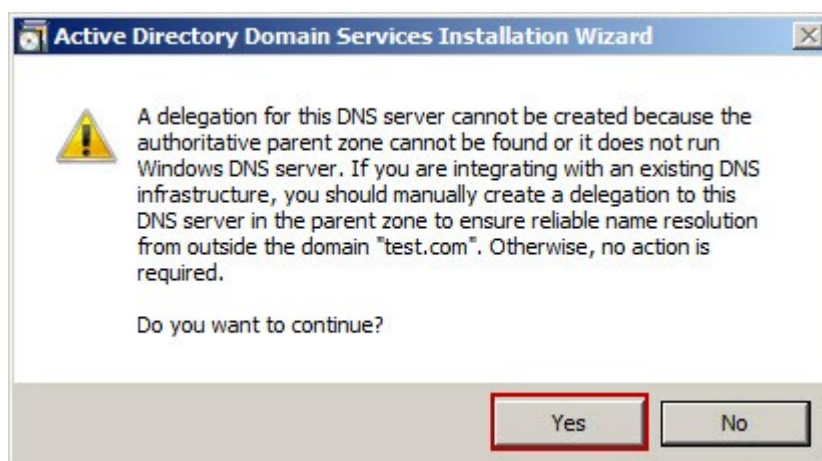 Active Directory Domain Services Installation Wizard
A delegation for this DNS server cannot be created because the
authoritative parent zone cannot be found or it does not run
Windows DNS server. If you are integrating with an existing DNS
infrastructure, you should manually create a delegation to this
DNS server in the parent zone to ensure reliable name resolution
from outside the domain "test.com". Otherwise, no action is
required.
Do you want to continue?
Yes
No